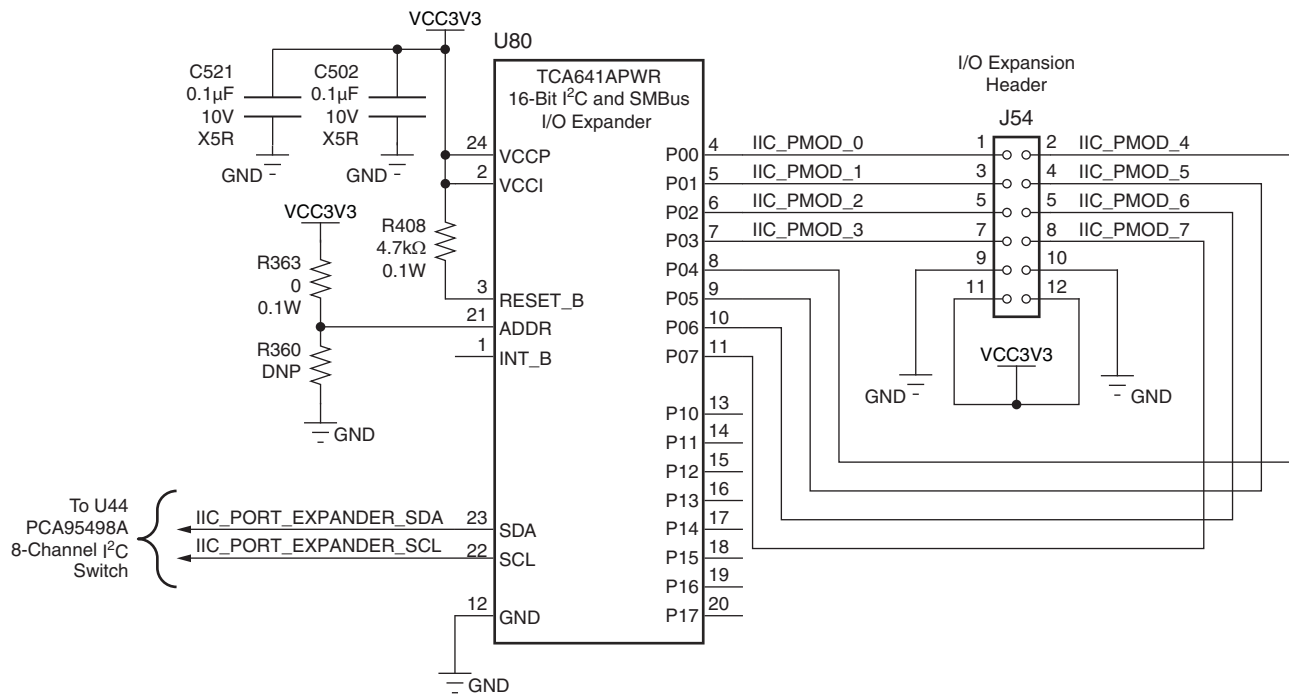 VCC3V3
C521
0.1µF
10V
X5R
GND
C502
0.1µF
10V
X5R
GND
VCC3V3
R363
0
0.1W
R360
DNP
GND
R408
4.7kΩ
0.1W
U80
TCA641APWR
16-Bit I²C and SMBus
I/O Expander
24 VCCP
2 VCCI
3 RESET_B
21 ADDR
1 INT_B
23 SDA
22 SCL
12 GND
GND
To U44
PCA95498A
8-Channel I²C
Switch
IIC_PORT_EXPANDER_SDA
IIC_PORT_EXPANDER_SCL
P00 4 IIC_PMOD_0
P01 5 IIC_PMOD_1
P02 6 IIC_PMOD_2
P03 7 IIC_PMOD_3
P04 8
P05 9
P06 10
P07 11
P10 13
P11 14
P12 15
P13 16
P14 17
P15 18
P16 19
P17 20
I/O Expansion
Header
J54
1 2 IIC_PMOD_4
3 4 IIC_PMOD_5
5 5 IIC_PMOD_6
7 8 IIC_PMOD_7
9 10
11 12
VCC3V3
GND
GND